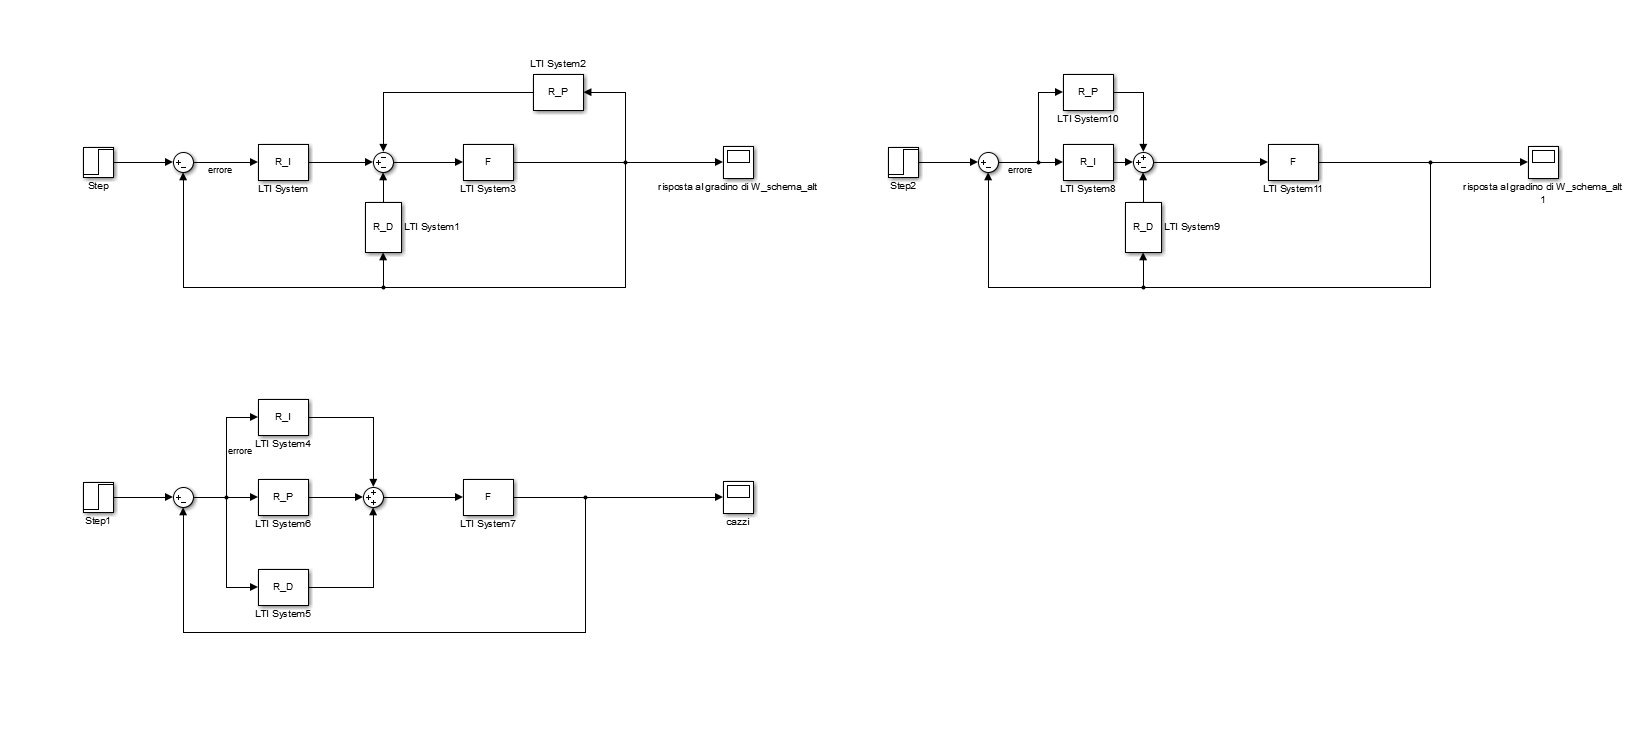 LTI System2
R_P
R_I
F
Step
errore
LTI System
LTI System3
risposta al gradino di W_schema_alt
R_D
LTI System1
R_P
LTI System10
R_I
F
Step2
errore
LTI System8
LTI System11
risposta al gradino di W_schema_alt
1
R_D
LTI System9
R_I
LTI System4
errore
R_P
F
Step1
LTI System6
LTI System7
cazzi
R_D
LTI System5